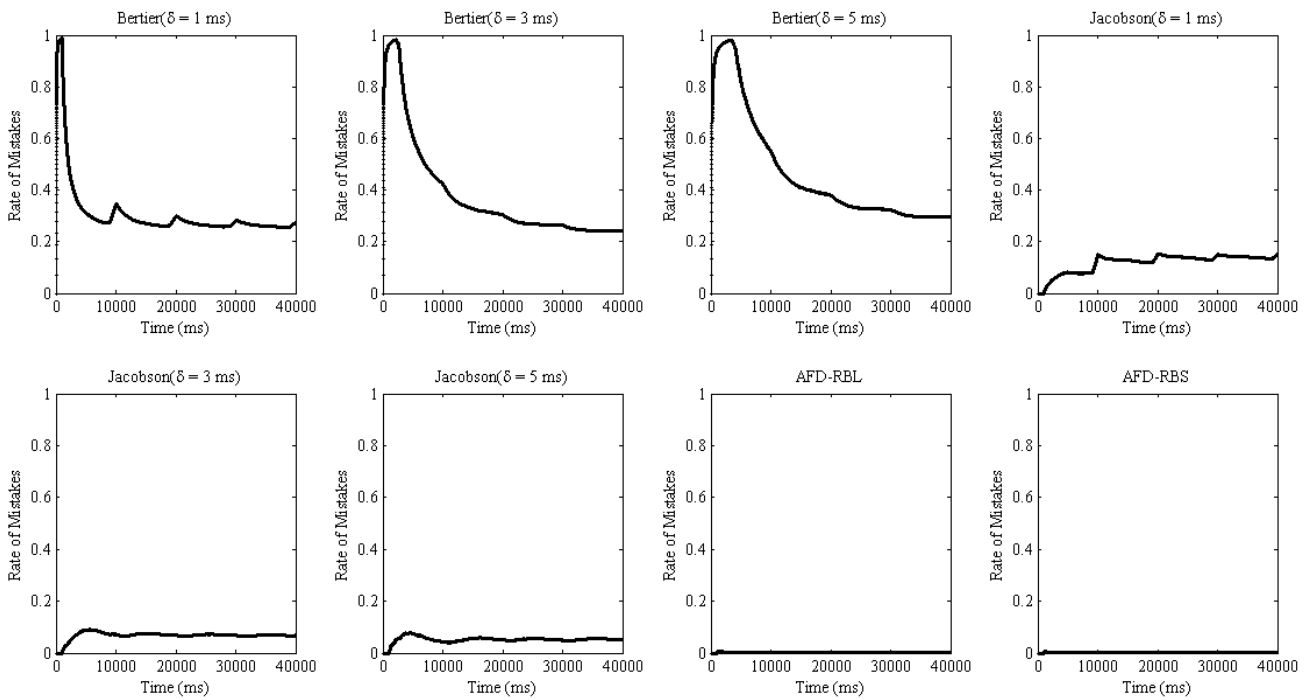 Bertier(δ = 1 ms)
Bertier(δ = 3 ms)
Bertier(δ = 5 ms)
Jacobson(δ = 1 ms)
1
0.8
0.6
0.4
0.2
0
Rate of Mistakes
0 10000 20000 30000 40000
Time (ms)
1
0.8
0.6
0.4
0.2
0
Rate of Mistakes
0 10000 20000 30000 40000
Time (ms)
1
0.8
0.6
0.4
0.2
0
Rate of Mistakes
0 10000 20000 30000 40000
Time (ms)
1
0.8
0.6
0.4
0.2
0
Rate of Mistakes
0 10000 20000 30000 40000
Time (ms)
Jacobson(δ = 3 ms)
Jacobson(δ = 5 ms)
AFD-RBL
AFD-RBS
1
0.8
0.6
0.4
0.2
0
Rate of Mistakes
0 10000 20000 30000 40000
Time (ms)
1
0.8
0.6
0.4
0.2
0
Rate of Mistakes
0 10000 20000 30000 40000
Time (ms)
1
0.8
0.6
0.4
0.2
0
Rate of Mistakes
0 10000 20000 30000 40000
Time (ms)
1
0.8
0.6
0.4
0.2
0
Rate of Mistakes
0 10000 20000 30000 40000
Time (ms)